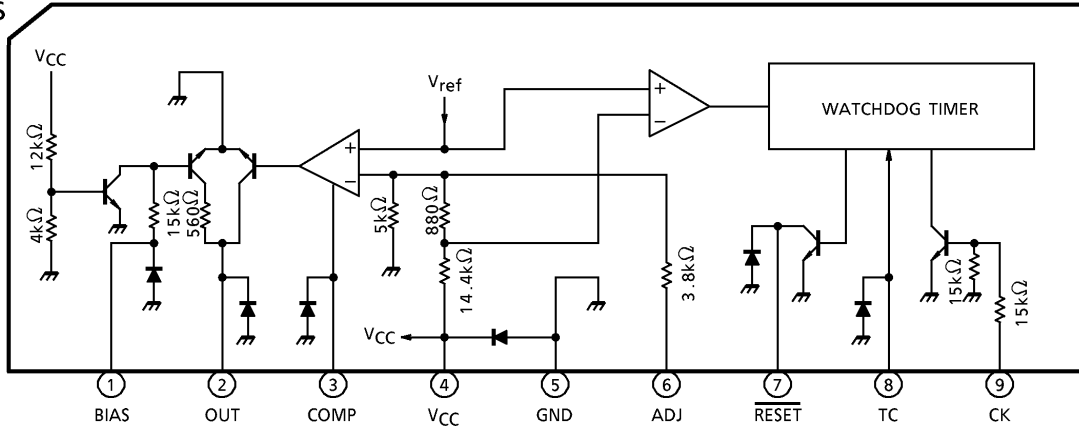 S
VCC
Vref
+
−
WATCHDOG TIMER
+
−
12kΩ
4kΩ
15kΩ
560Ω
5kΩ
880Ω
14.4kΩ
3.8kΩ
15kΩ
15kΩ
VCC
1 2 3 4 5 6 7 8 9
BIAS OUT COMP VCC GND ADJ RESET TC CK